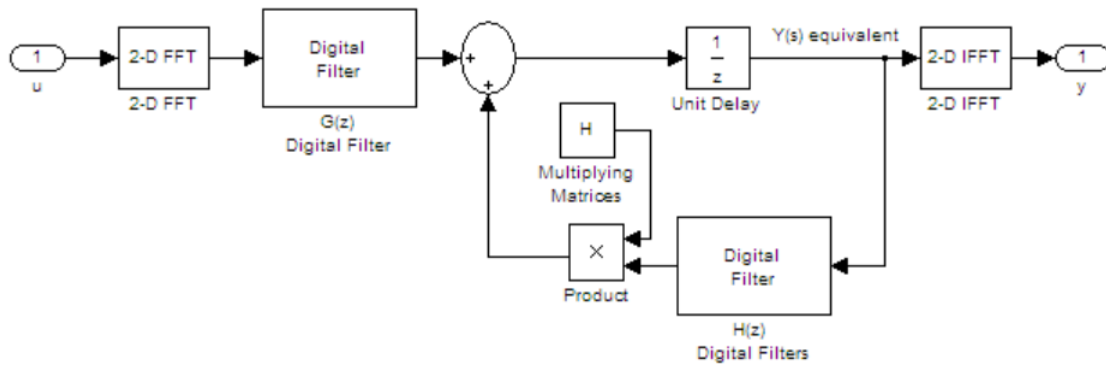 1
u
2-D FFT
2-D FFT
Digital
Filter
G(z)
Digital Filter
+
+
H
Multiplying
Matrices
×
Product
1
z
Unit Delay
Y(s) equivalent
2-D IFFT
2-D IFFT
1
y
Digital
Filter
H(z)
Digital Filters